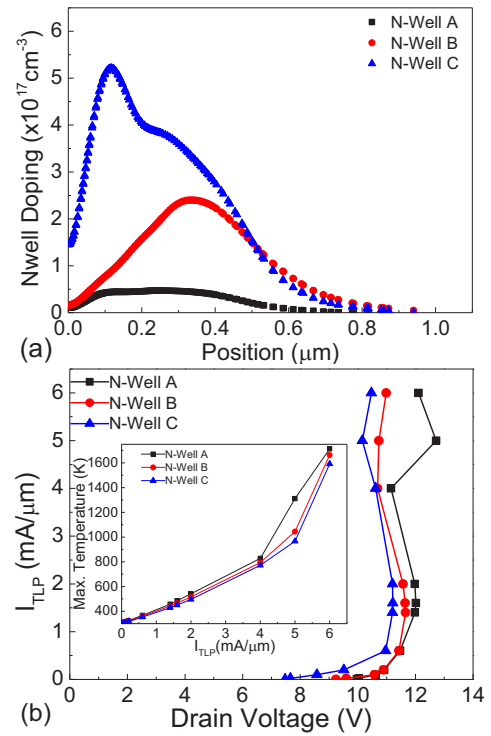 (a)
N-Well A
N-Well B
N-Well C
Nwell Doping (x10¹⁷cm⁻³)
6
5
4
3
2
1
0
0.0 0.2 0.4 0.6 0.8 1.0
Position (μm)
(b)
N-Well A
N-Well B
N-Well C
I_TLP (mA/μm)
6
5
4
3
2
1
0
0 2 4 6 8 10 12 14
Drain Voltage (V)
N-Well A
N-Well B
N-Well C
Max. Temperature (K)
1600
1400
1200
1000
800
600
400
0 1 2 3 4 5 6
I_TLP(mA/μm)